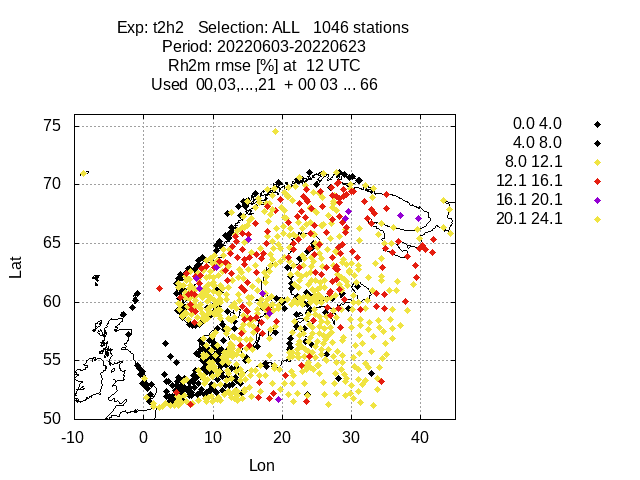 Exp: t2h2   Selection: ALL   1046 stations
Period: 20220603-20220623
Rh2m rmse [%] at  12 UTC
Used  00,03,...,21  + 00 03 ... 66
0.0 4.0
4.0 8.0
8.0 12.1
12.1 16.1
16.1 20.1
20.1 24.1
75
70
65
60
55
50
Lat
-10 0 10 20 30 40
Lon